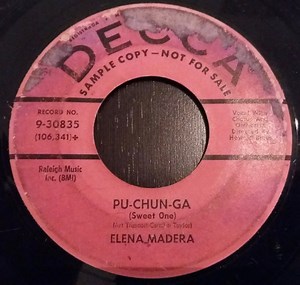 DECCA
SAMPLE COPY—NOT FOR SALE
RECORD NO.
9-30835
(106,341)+
Raleigh Music
Inc. (BMI)
PU-CHUN-GA
(Sweet One)
ELENA MADERA